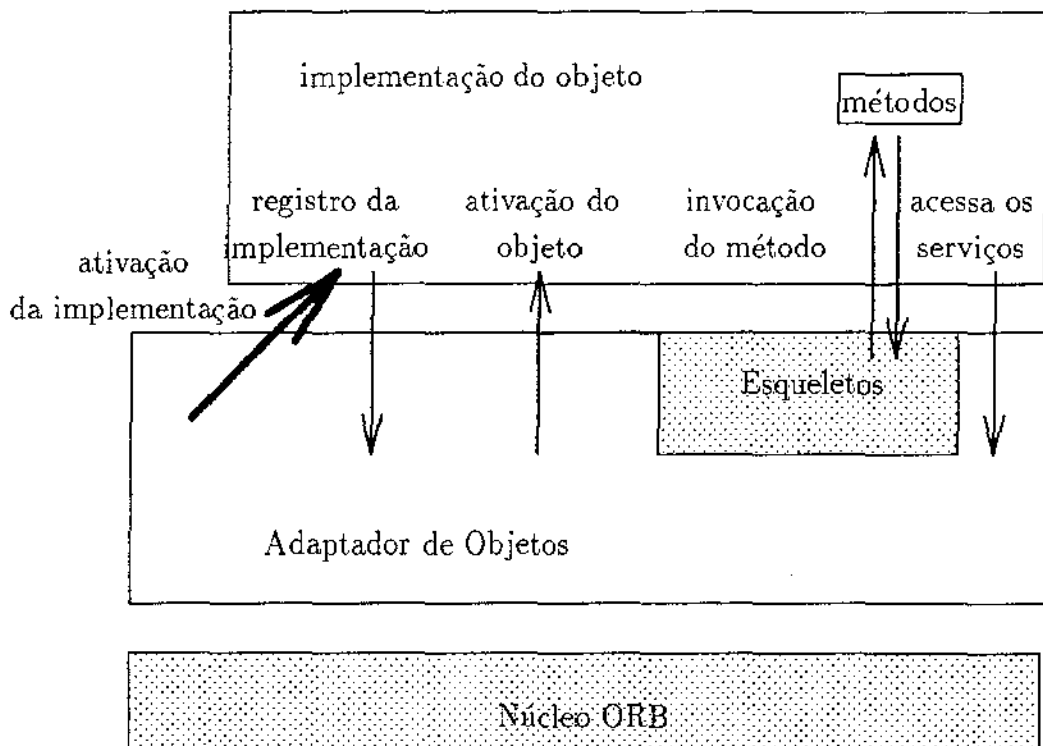 implementação do objeto
métodos
registro da
implementação
ativação do
objeto
invocação
do método
acessa os
serviços
ativação
da implementação
Esqueletos
Adaptador de Objetos
Núcleo ORB